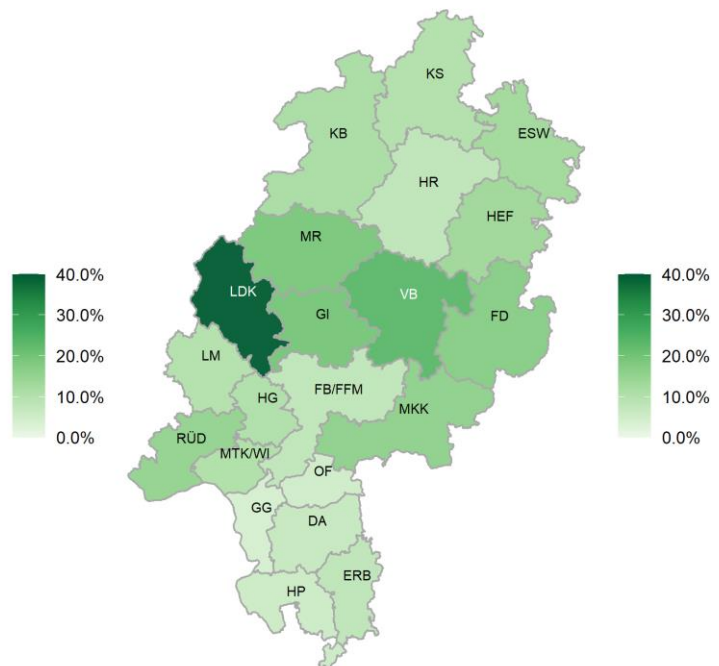 KS
KB
ESW
HR
HEF
MR
40.0%
30.0%
20.0%
10.0%
0.0%
LDK
VB
GI
FD
40.0%
30.0%
20.0%
10.0%
0.0%
LM
HG
FB/FFM
MKK
RÜD
MTK/WI
OF
GG
DA
ERB
HP